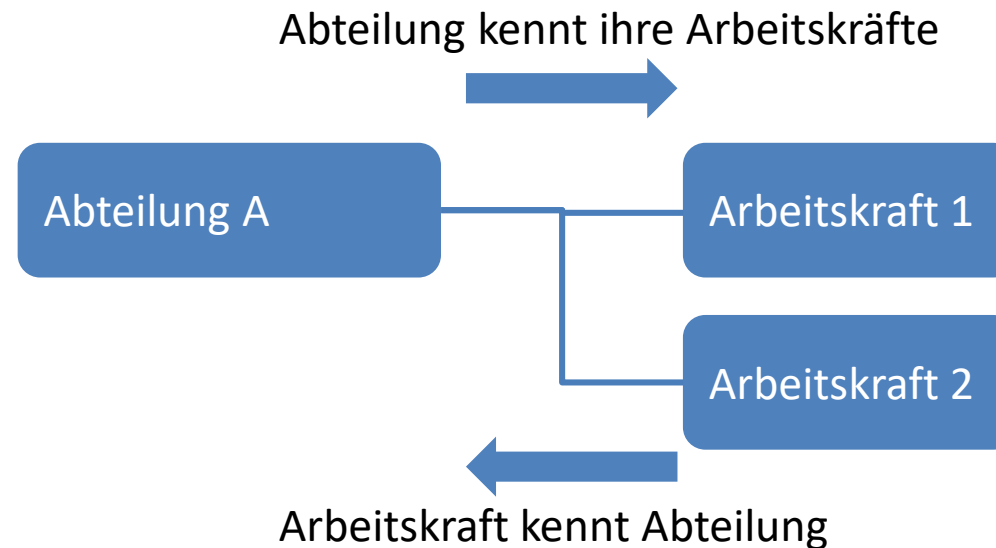 Abteilung kennt ihre Arbeitskräfte
Abteilung A
Arbeitskraft 1
Arbeitskraft 2
Arbeitskraft kennt Abteilung